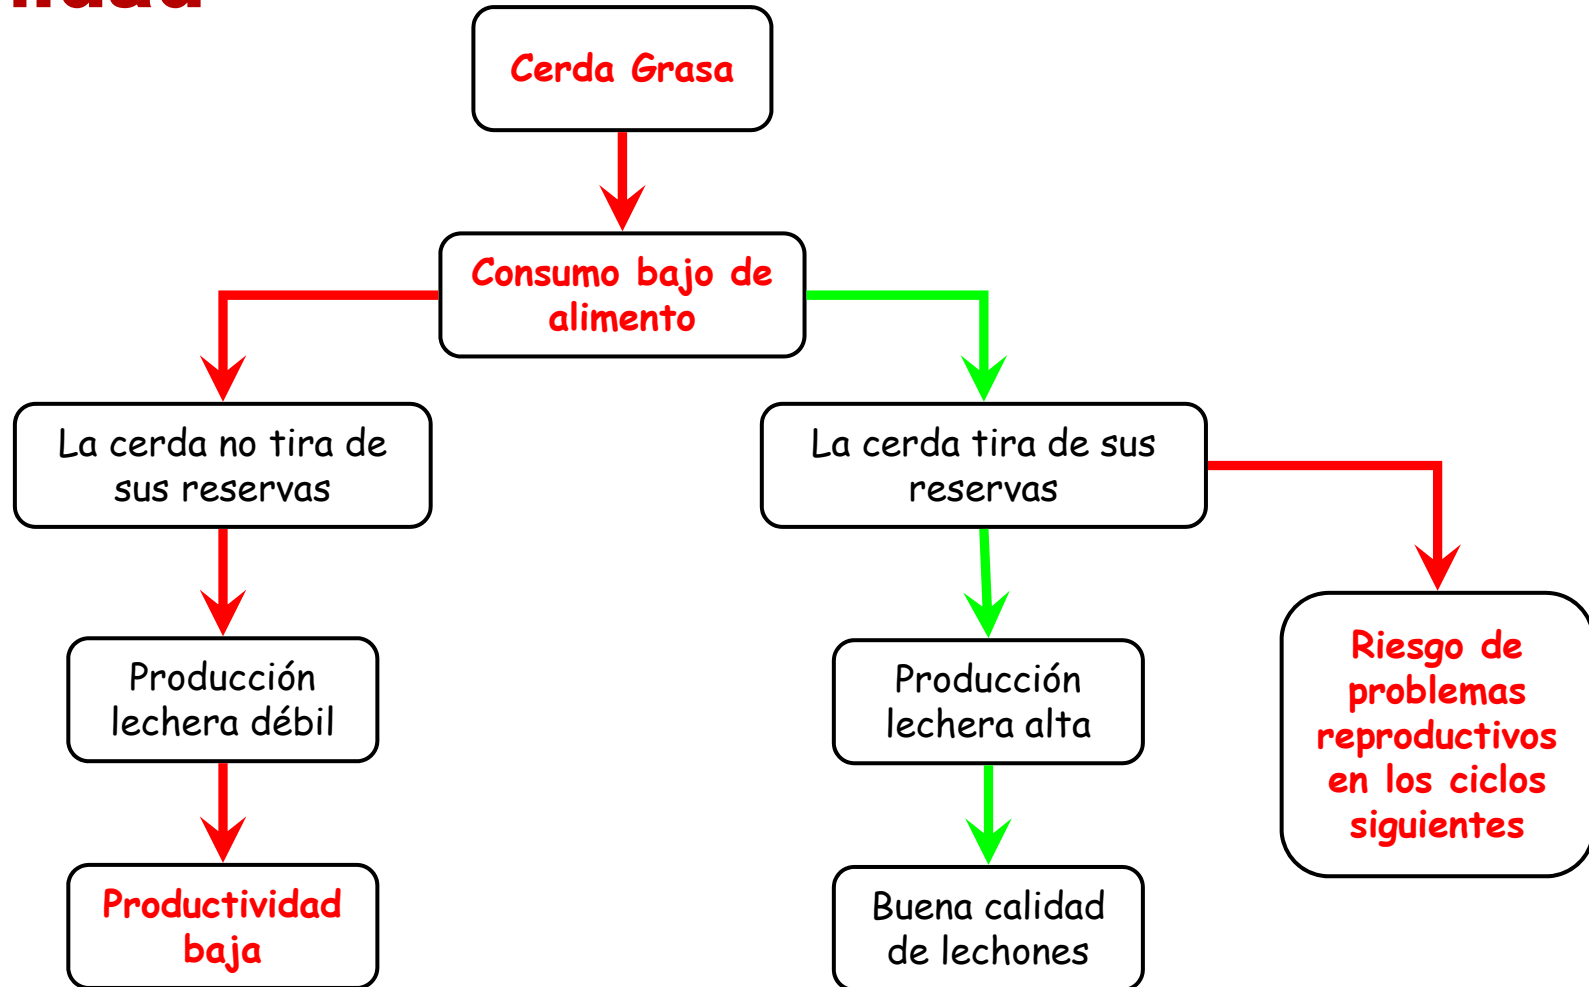 Cerda Grasa
Consumo bajo de
alimento
La cerda no tira de
sus reservas
La cerda tira de sus
reservas
Producción
lechera débil
Producción
lechera alta
Riesgo de
problemas
reproductivos
en los ciclos
siguientes
Productividad
baja
Buena calidad
de lechones